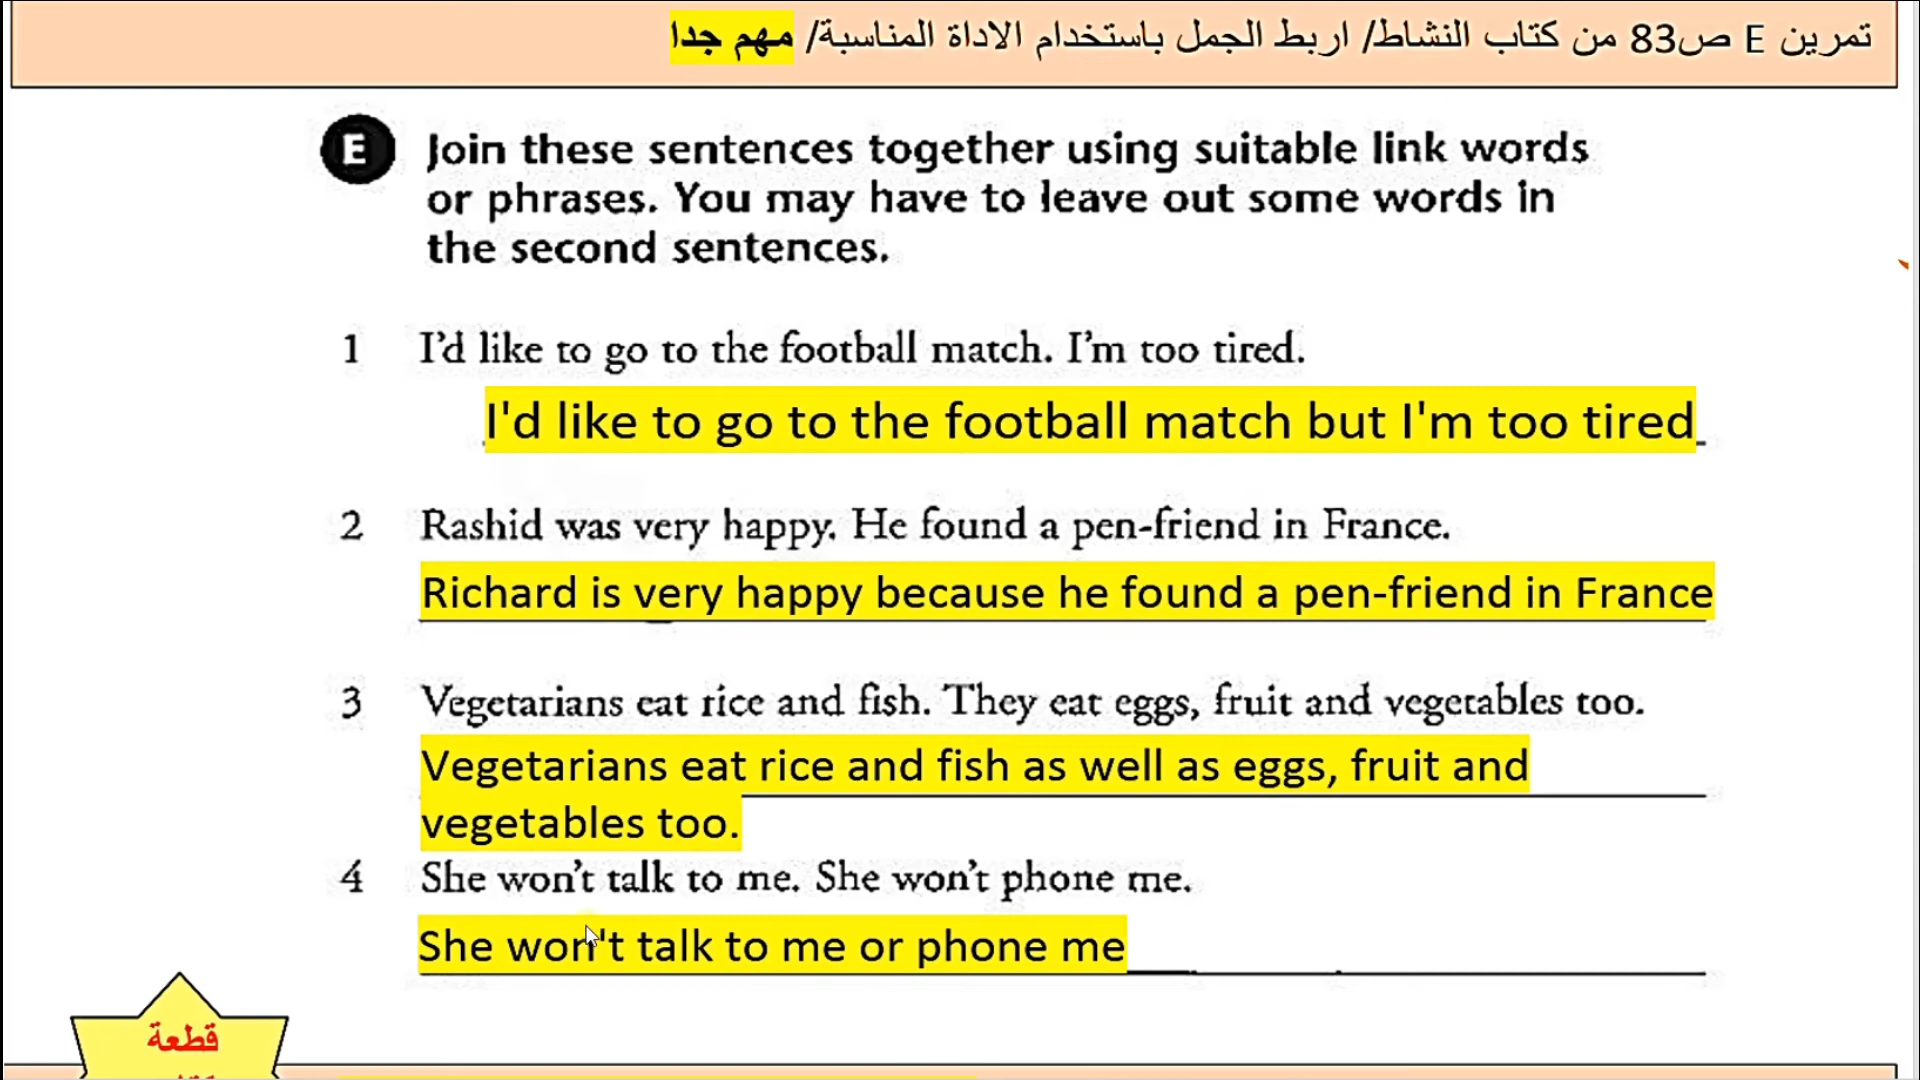 تمرين E ص83 من كتاب النشاط/ اربط الجمل باستخدام الاداة المناسبة/ مهم جدا
E Join these sentences together using suitable link words
or phrases. You may have to leave out some words in
the second sentences.
1 I'd like to go to the football match. I'm too tired.
I'd like to go to the football match but I'm too tired
2 Rashid was very happy. He found a pen-friend in France.
Richard is very happy because he found a pen-friend in France
3 Vegetarians eat rice and fish. They eat eggs, fruit and vegetables too.
Vegetarians eat rice and fish as well as eggs, fruit and
vegetables too.
4 She won't talk to me. She won't phone me.
She won't talk to me or phone me
قطعة